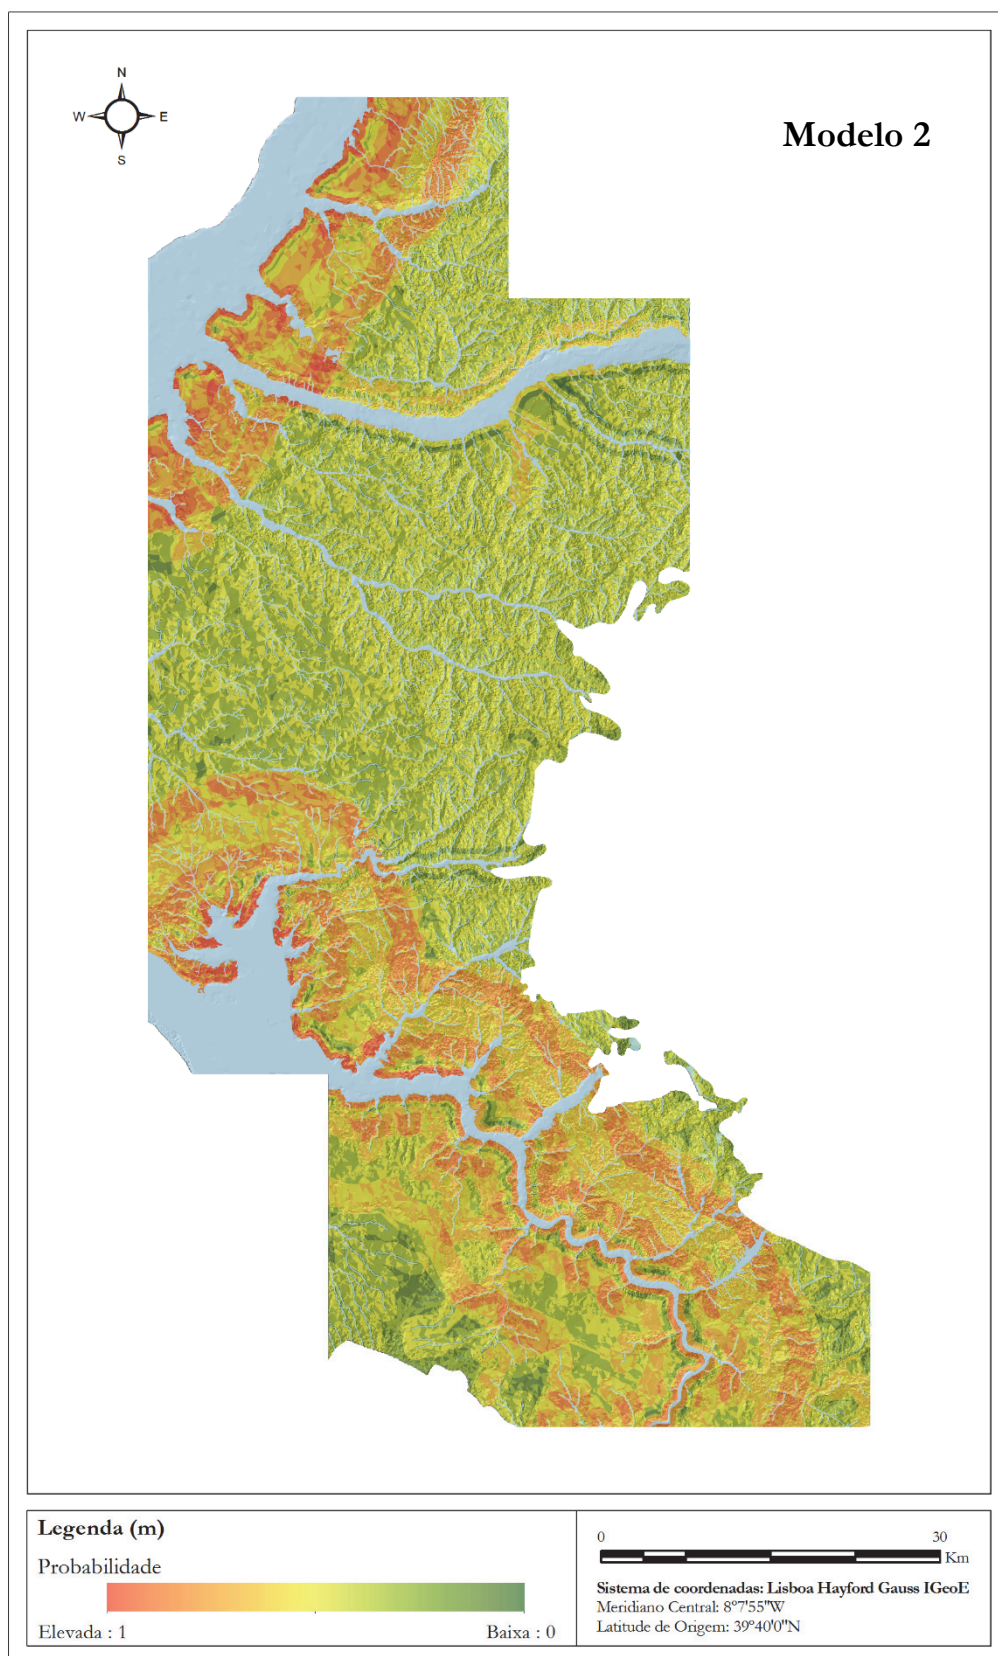 N
W E
S
Modelo 2
Legenda (m)
Probabilidade
Elevada : 1 Baixa : 0
0 30
Km
Sistema de coordenadas: Lisboa Hayford Gauss IGeoE
Meridiano Central: 8°7'55"W
Latitude de Origem: 39°40'0"N